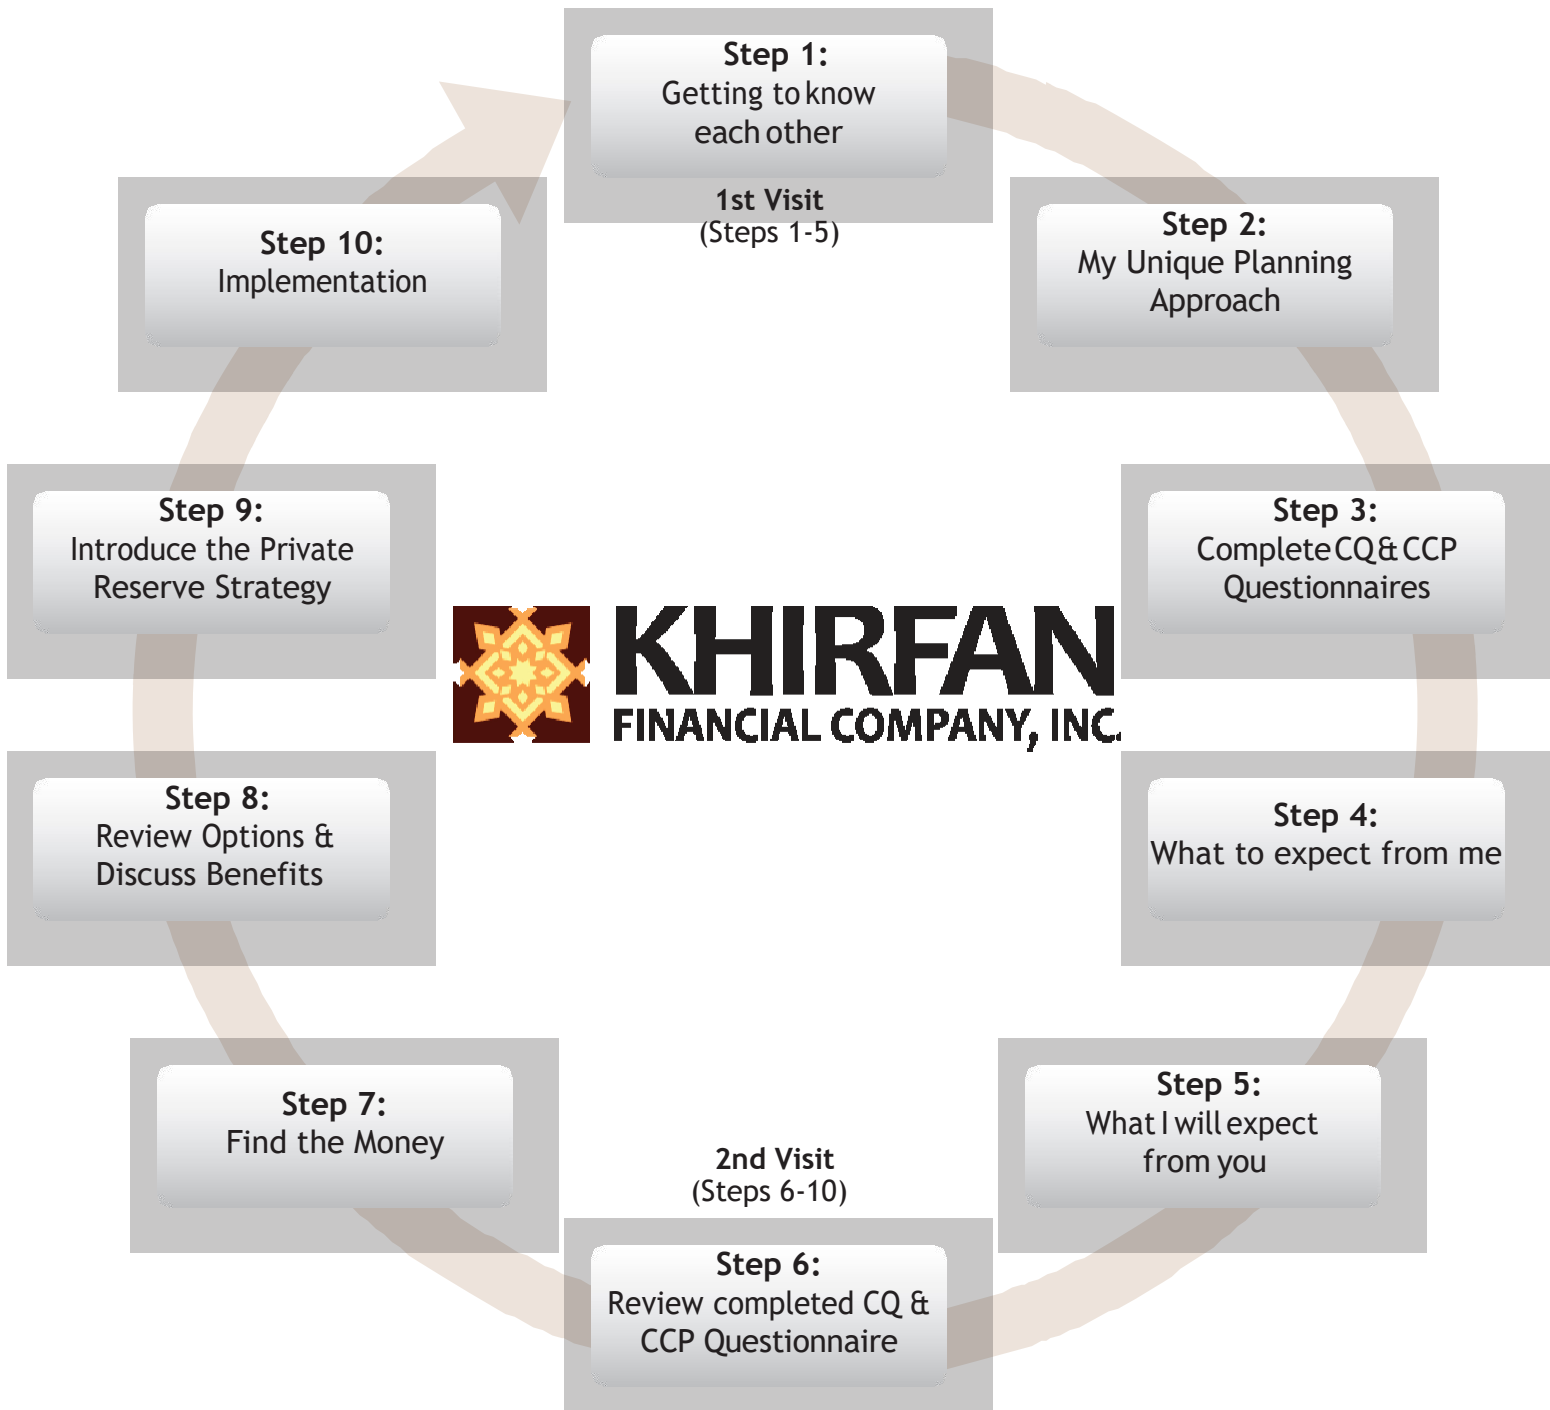 Step 1:
Getting to know
each other
1st Visit
(Steps 1-5)
Step 2:
My Unique Planning
Approach
Step 3:
Complete CQ & CCP
Questionnaires
Step 4:
What to expect from me
Step 5:
What I will expect
from you
2nd Visit
(Steps 6-10)
Step 6:
Review completed CQ &
CCP Questionnaire
Step 7:
Find the Money
Step 8:
Review Options &
Discuss Benefits
Step 9:
Introduce the Private
Reserve Strategy
Step 10:
Implementation
KHIRFAN
FINANCIAL COMPANY, INC.